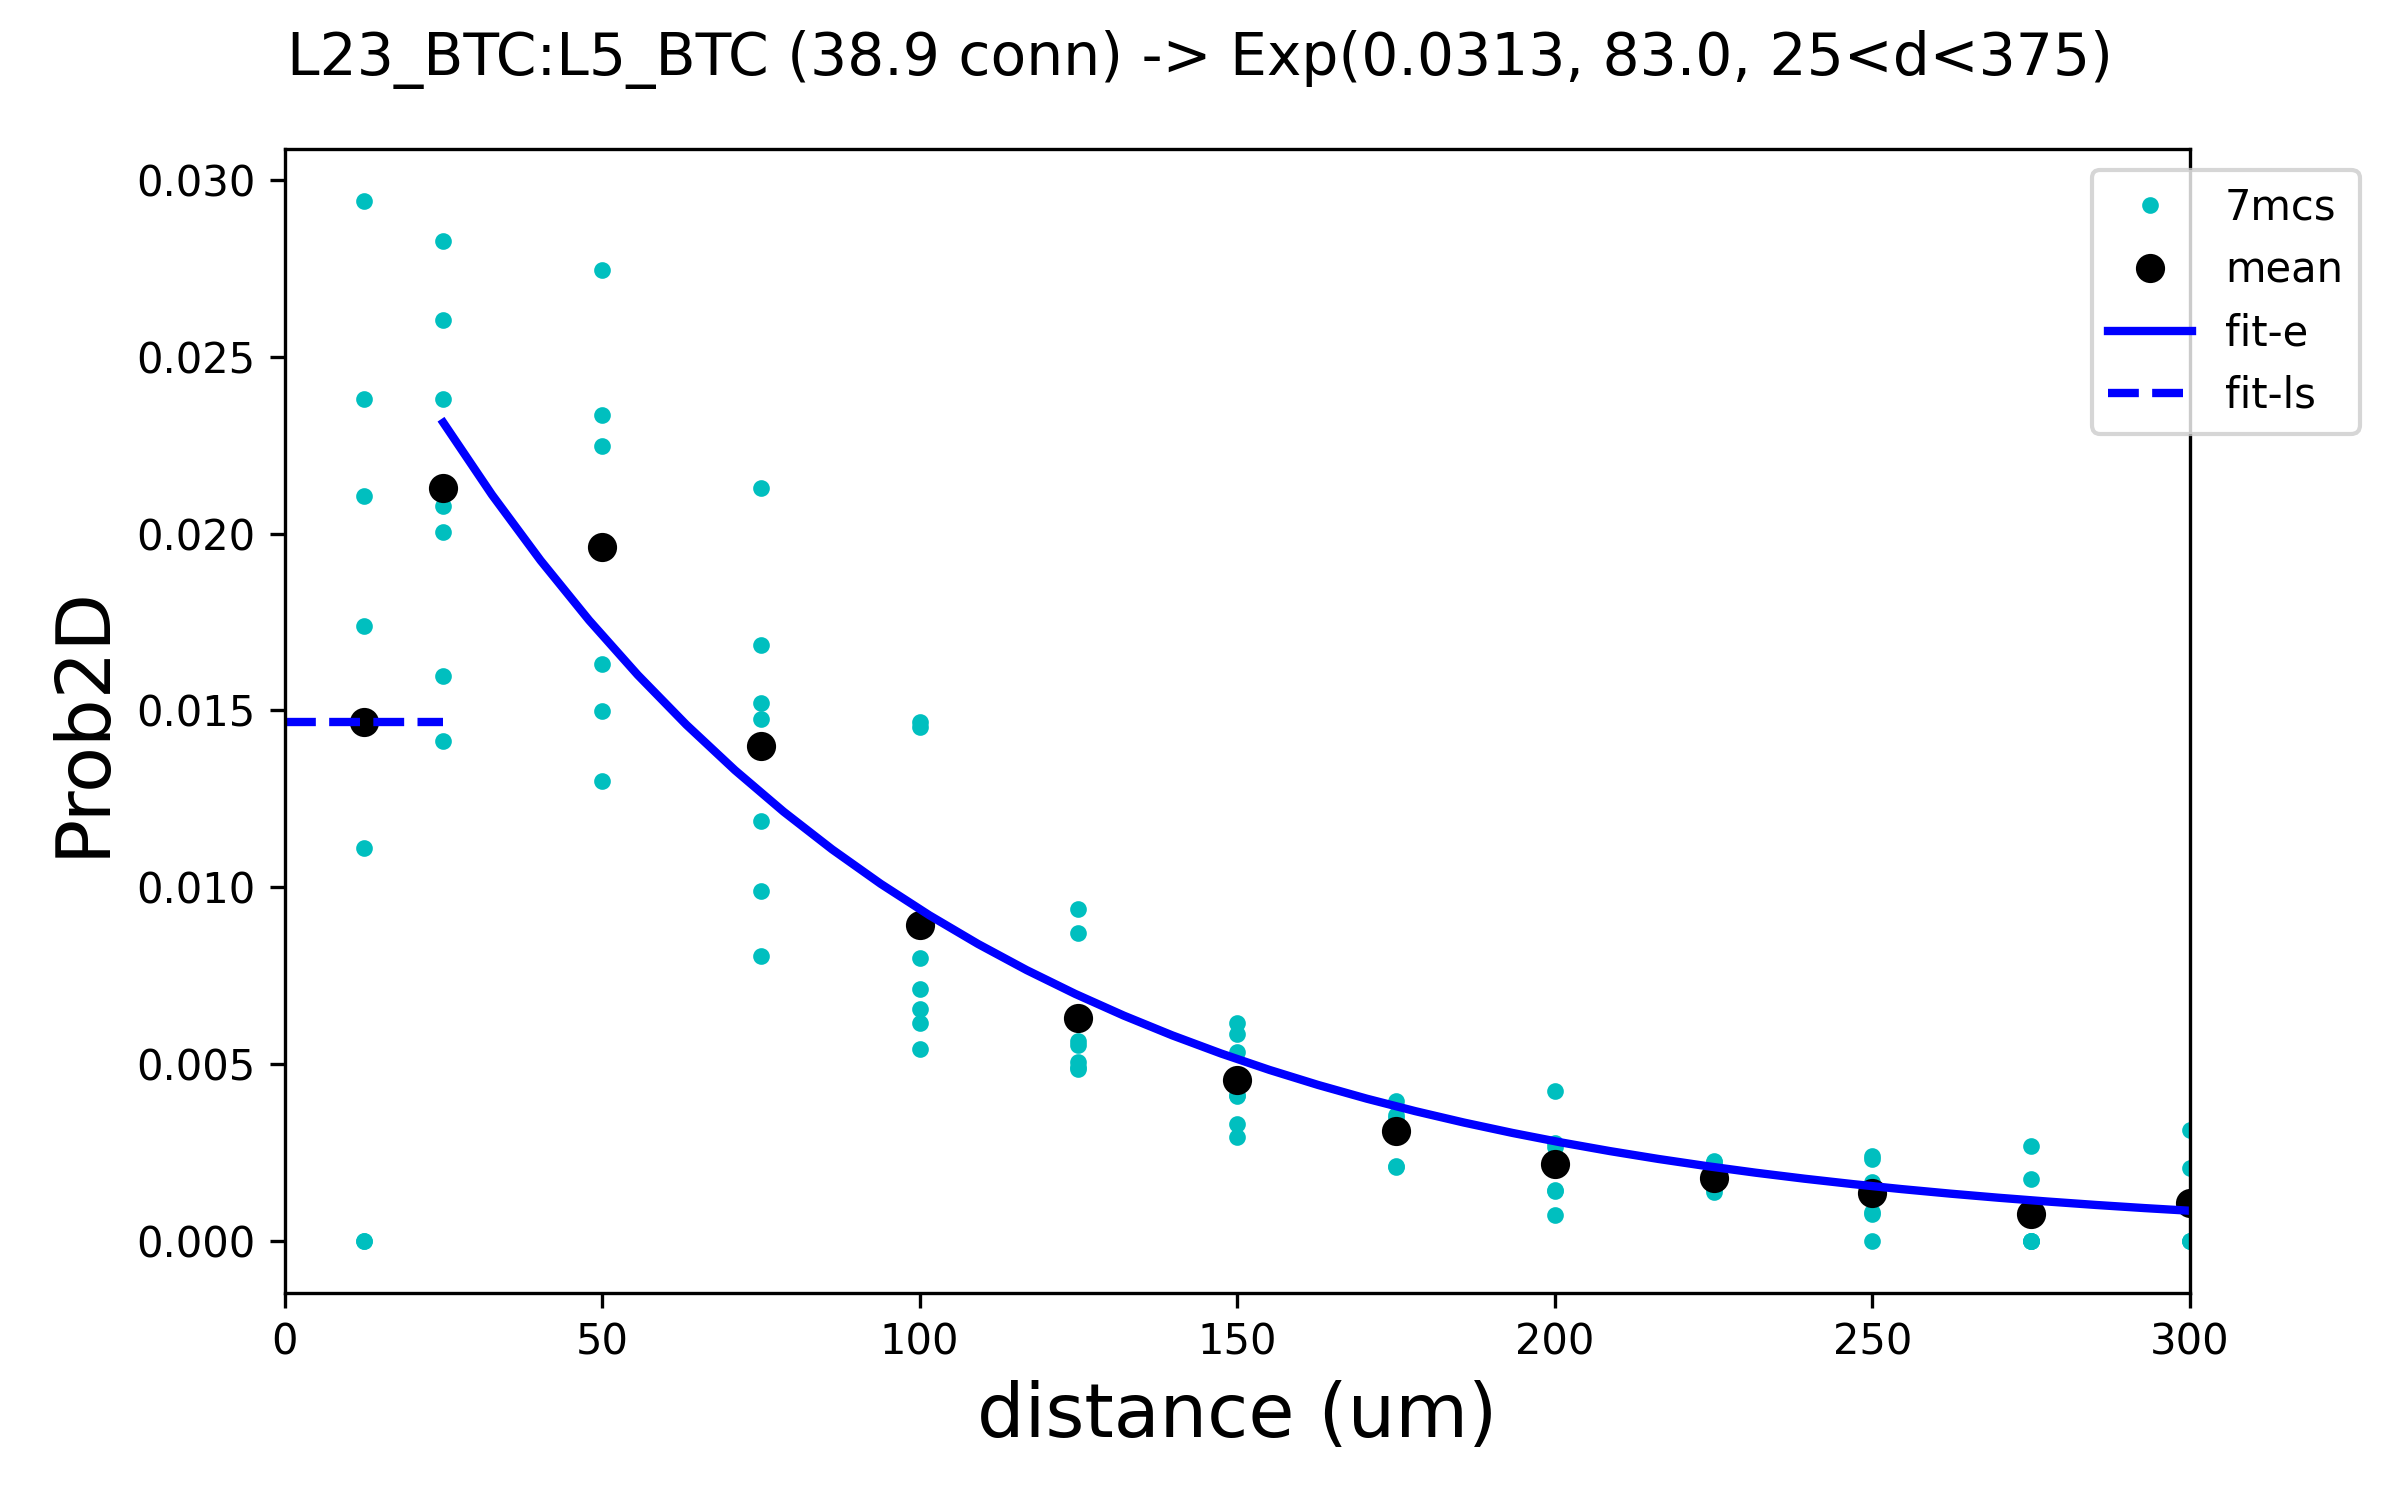 L23_BTC:L5_BTC (38.9 conn) -> Exp(0.0313, 83.0, 25<d<375)
0.030
0.025
0.020
0.015
0.010
0.005
0.000
Prob2D
0 50 100 150 200 250 300
distance (um)
7mcs
mean
fit-e
fit-ls